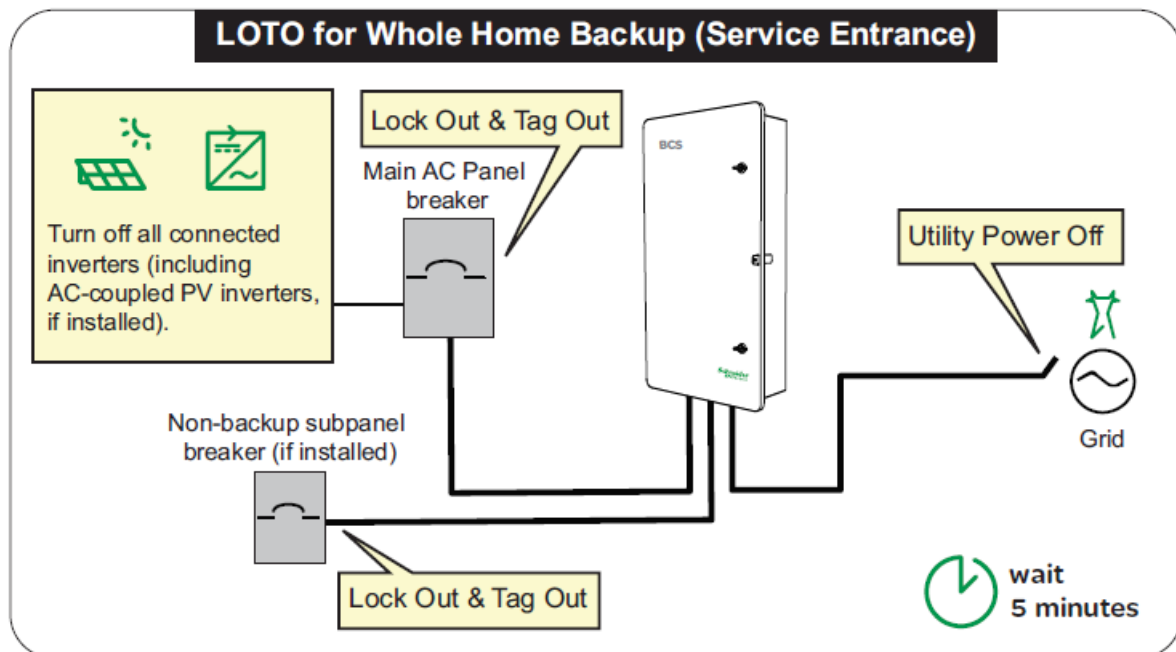 LOTO for Whole Home Backup (Service Entrance)
Turn off all connected
inverters (including
AC-coupled PV inverters,
if installed).
Lock Out & Tag Out
Main AC Panel
breaker
BCS
Schneider
Utility Power Off
Grid
Non-backup subpanel
breaker (if installed)
Lock Out & Tag Out
wait
5 minutes